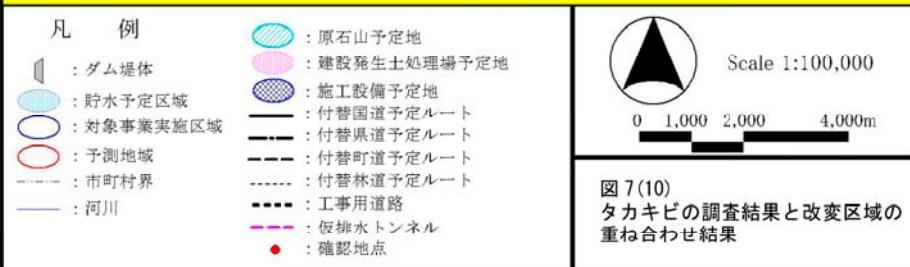 凡 例
：ダム堤体
：貯水予定区域
：対象事業実施区域
：予測地域
：市町村界
：河川
：原石山予定地
：建設発生土処理場予定地
：施工設備予定地
：付替国道予定ルート
：付替県道予定ルート
：付替町道予定ルート
：付替林道予定ルート
：工事用道路
：仮排水トンネル
：確認地点
Scale 1:100,000
0 1,000 2,000 4,000m
図 7(10)
タカキビの調査結果と改変区域の
重ね合わせ結果